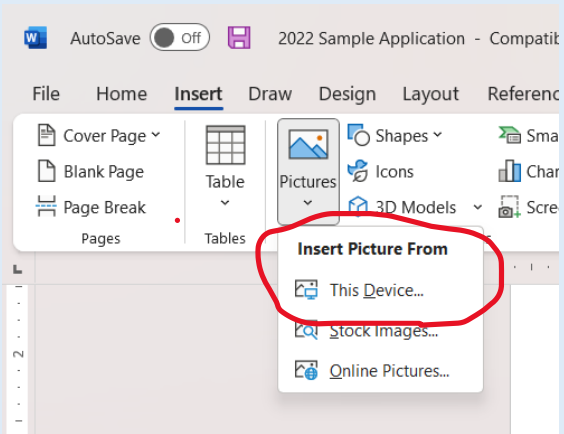 AutoSave Off 2022 Sample Application - Compatib
File Home Insert Draw Design Layout Referenc
Cover Page
Blank Page
Page Break
Pages
Table
Tables
Pictures
Shapes
Icons
3D Models
Sma
Char
Scre
Insert Picture From
This Device...
Stock Images...
Online Pictures...
L
2